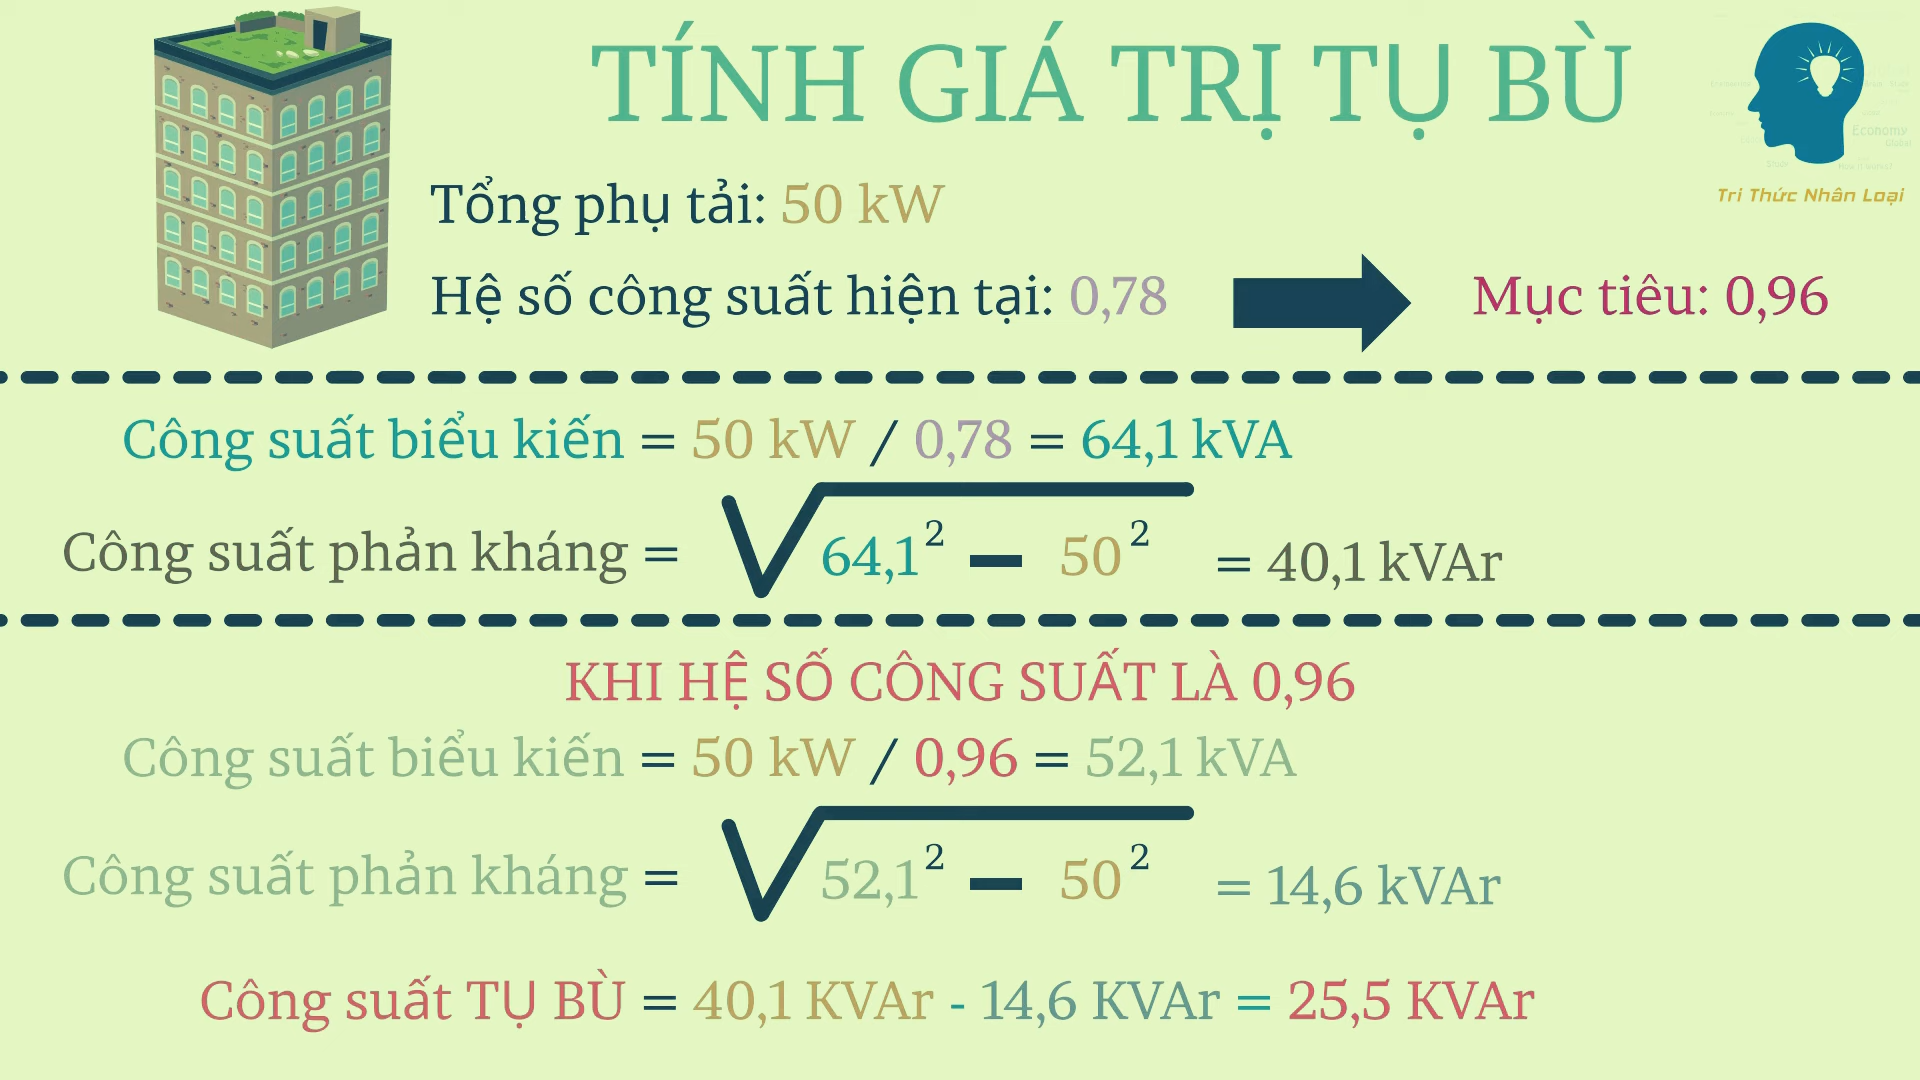 TÍNH GIÁ TRỊ TỤ BÙ
Economy
Tri Thức Nhân Loại
Tổng phụ tải: 50 kW
Hệ số công suất hiện tại: 0,78
Mục tiêu: 0,96
Công suất biểu kiến = 50 kW / 0,78 = 64,1 kVA
Công suất phản kháng = √ 64,1² - 50² = 40,1 kVAr
KHI HỆ SỐ CÔNG SUẤT LÀ 0,96
Công suất biểu kiến = 50 kW / 0,96 = 52,1 kVA
Công suất phản kháng = √ 52,1² - 50² = 14,6 kVAr
Công suất TỤ BÙ = 40,1 KVAr - 14,6 KVAr = 25,5 KVAr